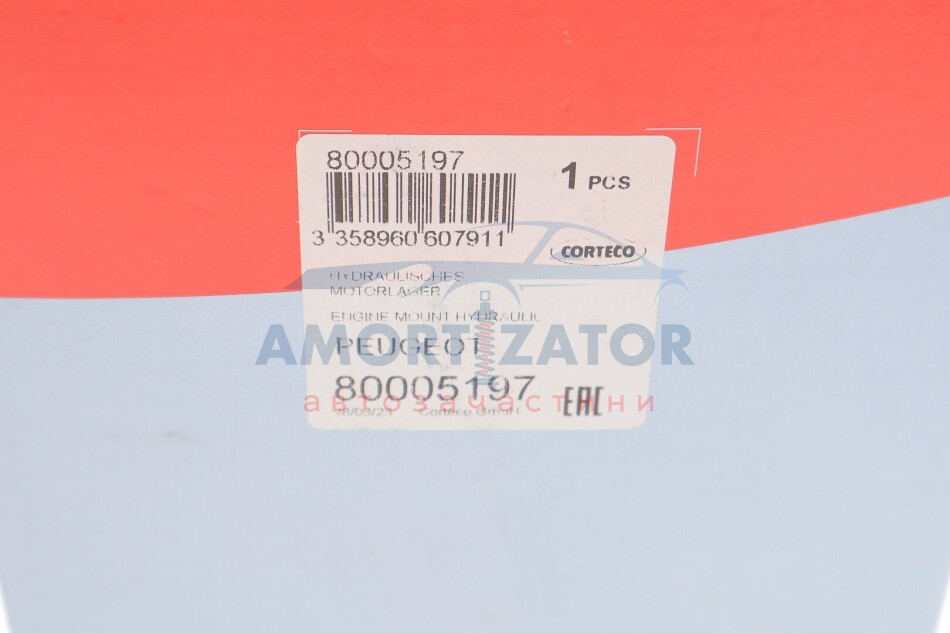 80005197
1 PCS
3 358960 607911
CORTECO
HYDRAULISCHES
MOTORLAGER
ENGINE MOUNT HYDRAULIC
AMORTIZATOR
PEUGEOT
80005197
EAC
автозапчастини
Corteco GmbH